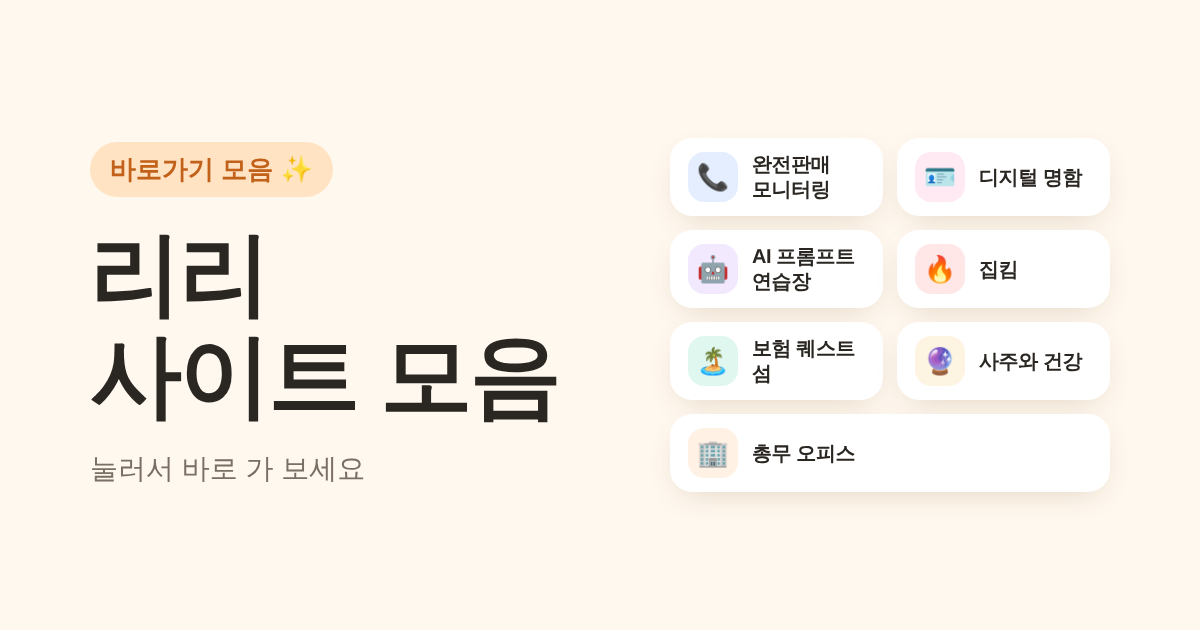 바로가기 모음 ✨
리리
사이트 모음
눌러서 바로 가 보세요
완전판매
모니터링
디지털 명함
AI 프롬프트
연습장
집킴
보험 퀘스트
섬
사주와 건강
총무 오피스